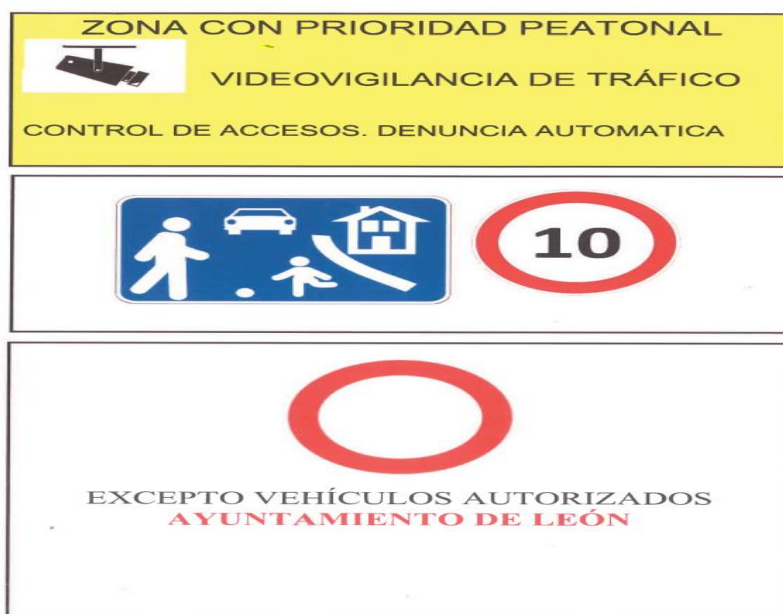 ZONA CON PRIORIDAD PEATONAL
VIDEOVIGILANCIA DE TRÁFICO
CONTROL DE ACCESOS. DENUNCIA AUTOMATICA
10
EXCEPTO VEHÍCULOS AUTORIZADOS
AYUNTAMIENTO DE LEÓN